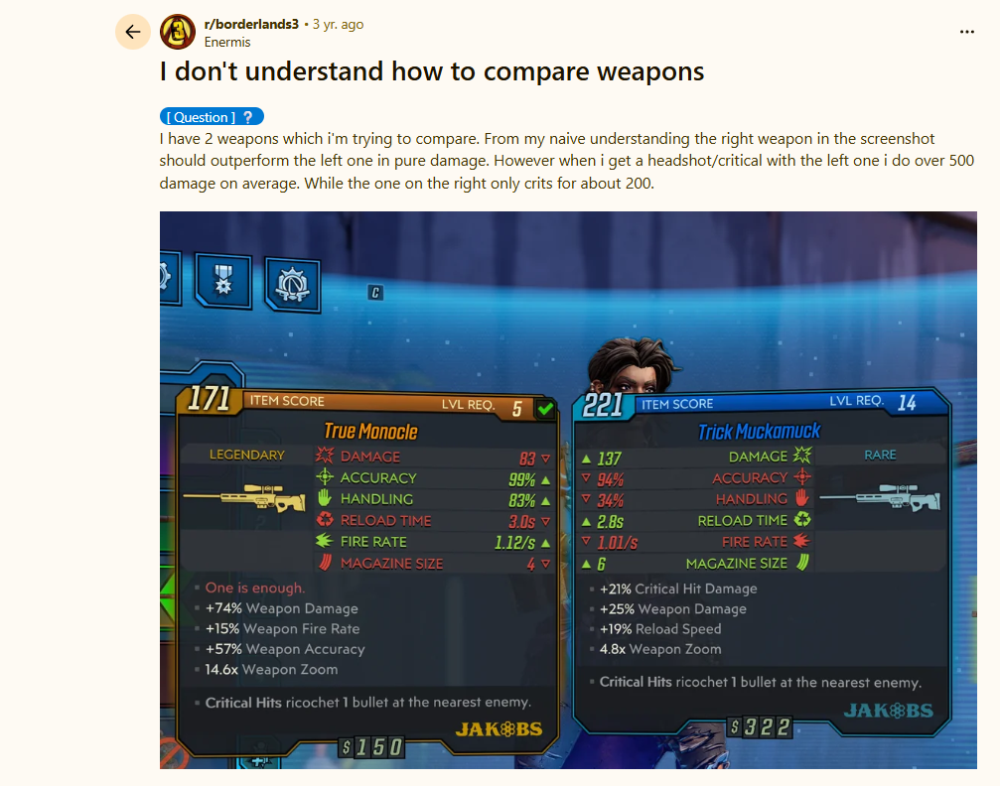 r/borderlands3 • 3 yr. ago
Enermis
I don't understand how to compare weapons
[ Question ] ❔
I have 2 weapons which i'm trying to compare. From my naive understanding the right weapon in the screenshot
should outperform the left one in pure damage. However when i get a headshot/critical with the left one i do over 500
damage on average. While the one on the right only crits for about 200.
C
171 ITEM SCORE LVL REQ. 5
True Monocle
LEGENDARY
DAMAGE 83
ACCURACY 99%
HANDLING 83%
RELOAD TIME 3.0s
FIRE RATE 1.12/s
MAGAZINE SIZE 4
One is enough.
+74% Weapon Damage
+15% Weapon Fire Rate
+57% Weapon Accuracy
14.6x Weapon Zoom
Critical Hits ricochet 1 bullet at the nearest enemy.
JAKOBS
$150
221 ITEM SCORE LVL REQ. 14
Trick Muckamuck
137 DAMAGE RARE
94% ACCURACY
34% HANDLING
2.8s RELOAD TIME
1.01/s FIRE RATE
6 MAGAZINE SIZE
+21% Critical Hit Damage
+25% Weapon Damage
+19% Reload Speed
4.8x Weapon Zoom
Critical Hits ricochet 1 bullet at the nearest enemy.
JAKOBS
$322